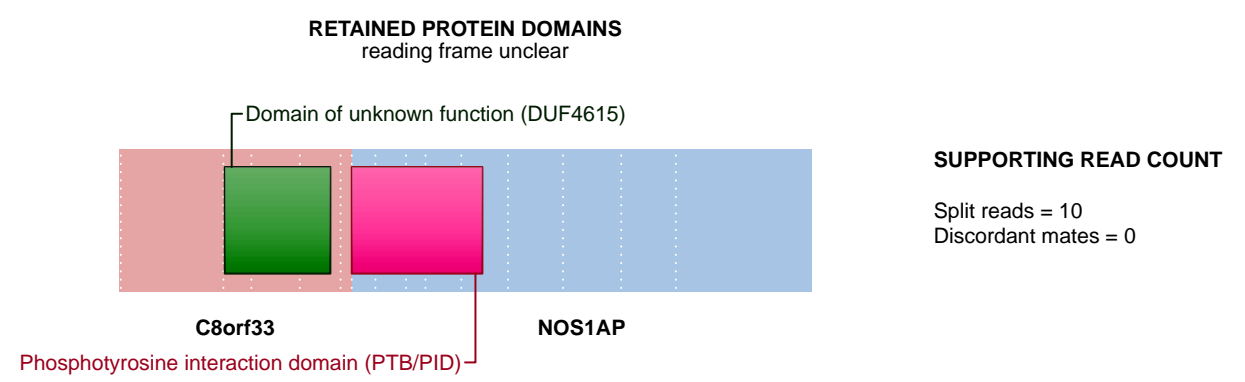 RETAINED PROTEIN DOMAINS
reading frame unclear
Domain of unknown function (DUF4615)
SUPPORTING READ COUNT
Split reads = 10
Discordant mates = 0
C8orf33
NOS1AP
Phosphotyrosine interaction domain (PTB/PID)